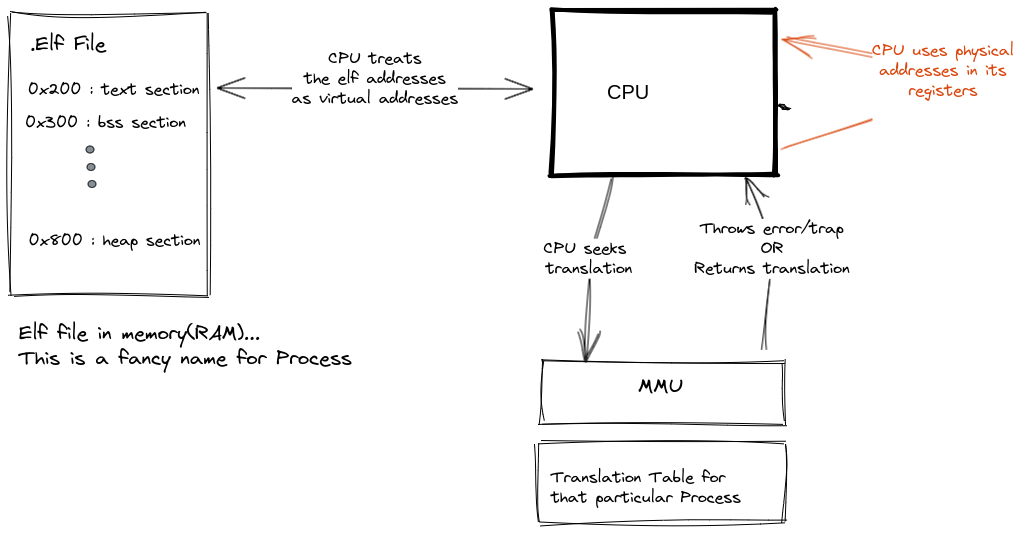 .Elf File
0x200 : text section
0x300 : bss section
0x800 : heap section
Elf file in memory(RAM)...
This is a fancy name for Process
CPU treats
the elf addresses
as virtual addresses
CPU
CPU uses physical
addresses in its
registers
CPU seeks
translation
Throws error/trap
OR
Returns translation
MMU
Translation Table for
that particular Process